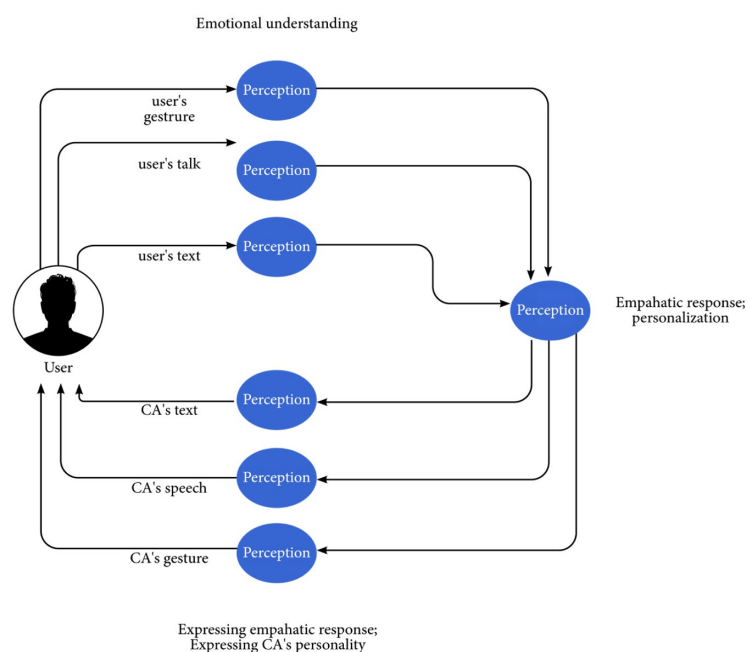 Emotional understanding
Perception
user's
gestrure
user's talk
Perception
user's text
Perception
Perception
Empahatic response;
personalization
User
CA's text
Perception
CA's speech
Perception
CA's gesture
Perception
Expressing empahatic response;
Expressing CA's personality